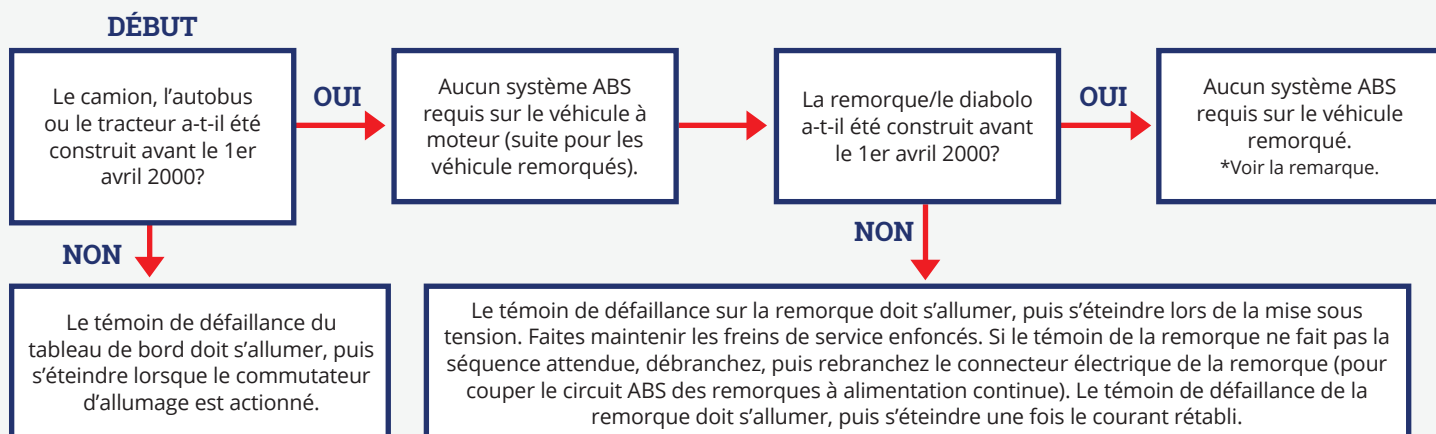 DÉBUT
Le camion, l'autobus
ou le tracteur a-t-il été
construit avant le 1er
avril 2000?
OUI
Aucun système ABS
requis sur le véhicule à
moteur (suite pour les
véhicule remorqués).
La remorque/le diabolo
a-t-il été construit avant
le 1er avril 2000?
OUI
Aucun système ABS
requis sur le véhicule
remorqué.
*Voir la remarque.
NON
Le témoin de défaillance du
tableau de bord doit s'allumer, puis
s'éteindre lorsque le commutateur
d'allumage est actionné.
NON
Le témoin de défaillance sur la remorque doit s'allumer, puis s'éteindre lors de la mise sous
tension. Faites maintenir les freins de service enfoncés. Si le témoin de la remorque ne fait pas la
séquence attendue, débranchez, puis rebranchez le connecteur électrique de la remorque (pour
couper le circuit ABS des remorques à alimentation continue). Le témoin de défaillance de la
remorque doit s'allumer, puis s'éteindre une fois le courant rétabli.